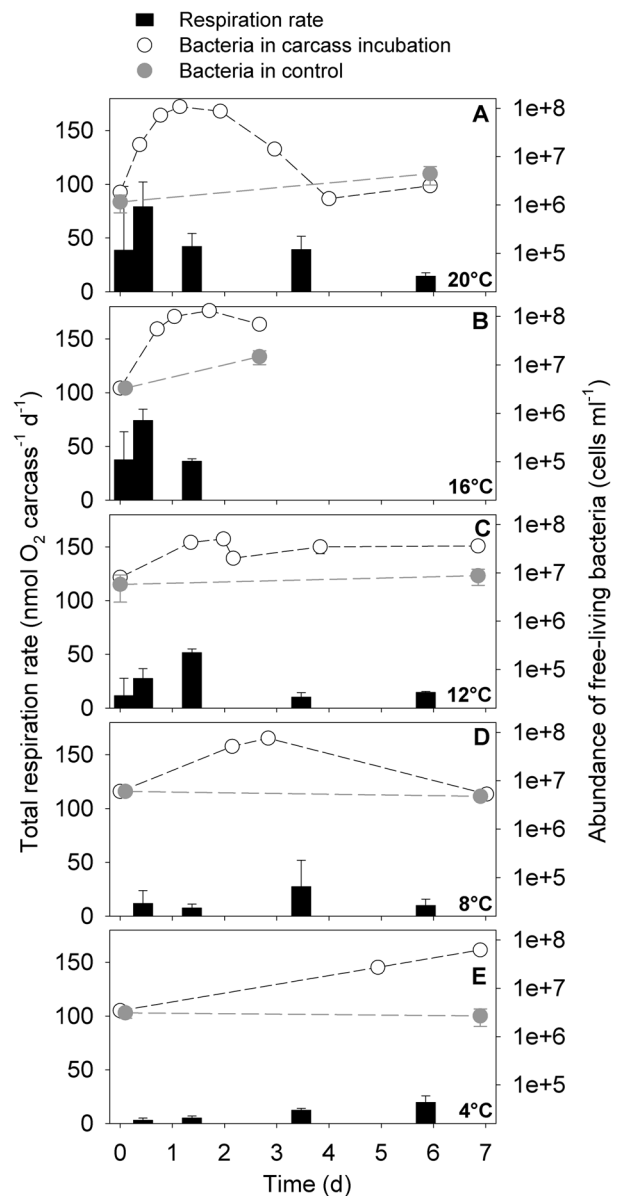 Respiration rate
Bacteria in carcass incubation
Bacteria in control
A
150
100
50
0
1e+8
1e+7
1e+6
1e+5
20°C
B
150
100
50
0
1e+8
1e+7
1e+6
1e+5
16°C
C
150
100
50
0
1e+8
1e+7
1e+6
1e+5
12°C
D
150
100
50
0
1e+8
1e+7
1e+6
1e+5
8°C
E
150
100
50
0
1e+8
1e+7
1e+6
1e+5
4°C
0 1 2 3 4 5 6 7
Time (d)
Total respiration rate (nmol O₂ carcass⁻¹ d⁻¹)
Abundance of free-living bacteria (cells ml⁻¹)